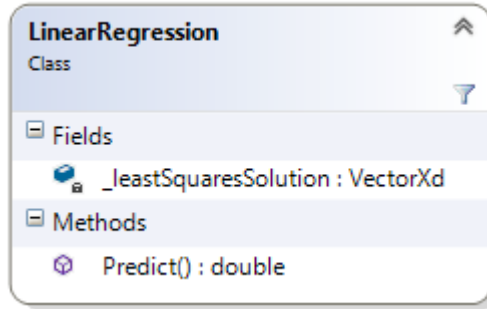 LinearRegression
Class
Fields
_leastSquaresSolution : VectorXd
Methods
Predict() : double